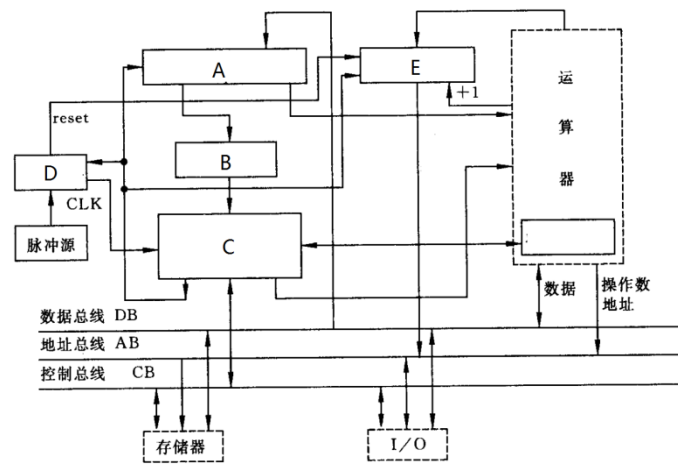 A
E
运
算
器
+1
reset
B
D
CLK
C
脉冲源
数据
操作数
地址
数据总线 DB
地址总线 AB
控制总线 CB
存储器
I/O